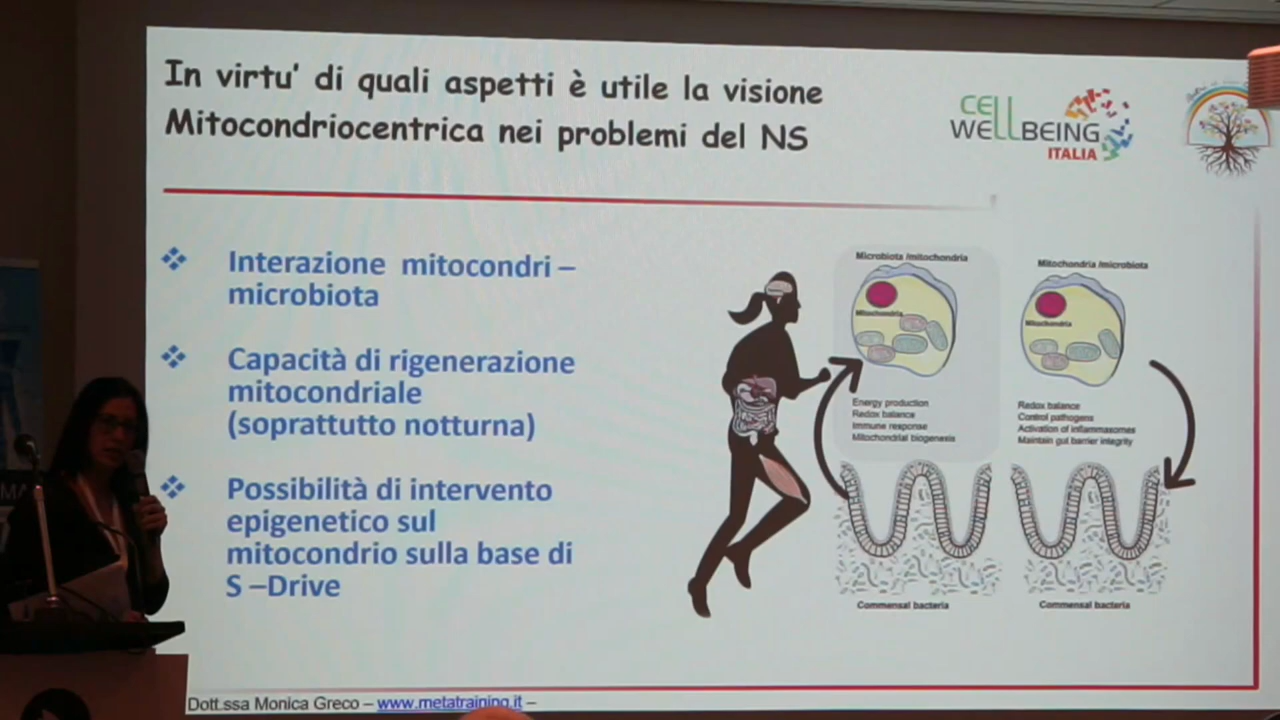 In virtu' di quali aspetti è utile la visione
Mitocondriocentrica nei problemi del NS
CELL
WELLBEING
ITALIA
❖ Interazione mitocondri –
microbiota
❖ Capacità di rigenerazione
mitocondriale
(soprattutto notturna)
❖ Possibilità di intervento
epigenetico sul
mitocondrio sulla base di
S –Drive
Microbiota /mitochondria
Mitochondria
Energy production
Redox balance
Immune response
Mitochondrial biogenesis
Commensal bacteria
Mitochondria /microbiota
Mitochondria
Redox balance
Control pathogens
Activation of inflammasomes
Maintain gut barrier integrity
Commensal bacteria
Dott.ssa Monica Greco – www.metatraining.it –
MA